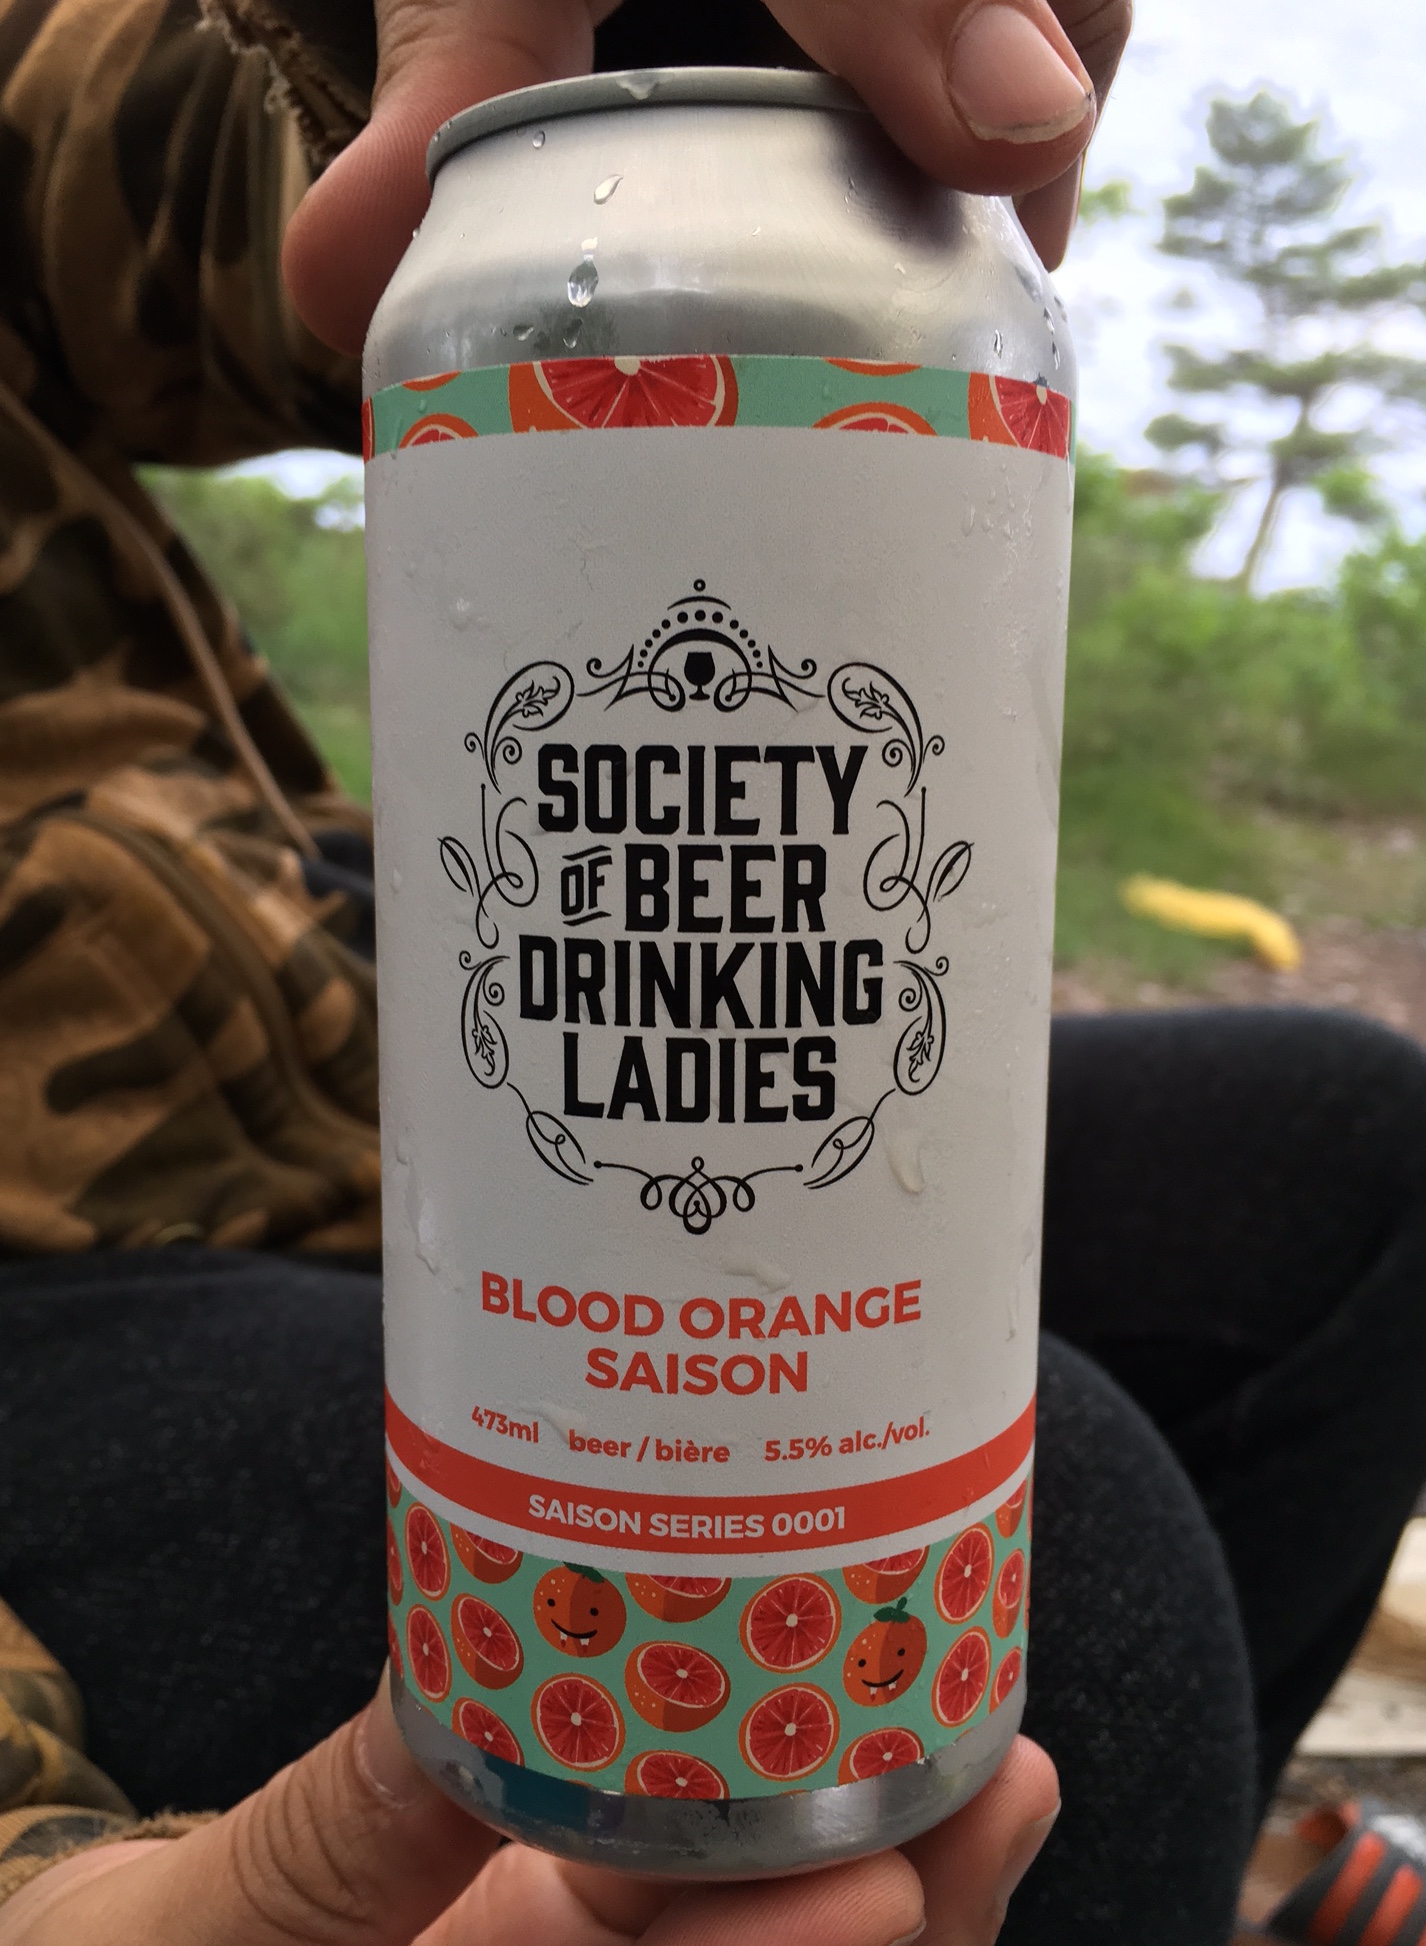 SOCIETY
OF BEER
DRINKING
LADIES
BLOOD ORANGE
SAISON
473ml beer / bière 5.5% alc./vol.
SAISON SERIES 0001